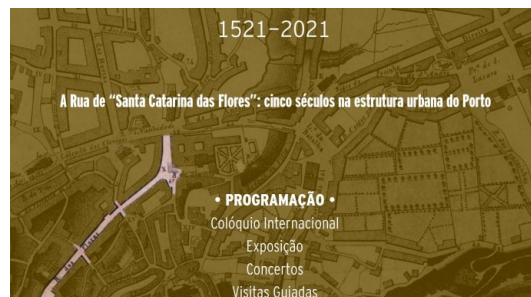 1521–2021
A Rua de “Santa Catarina das Flores”: cinco séculos na estrutura urbana do Porto
• PROGRAMAÇÃO •
Colóquio Internacional
Exposição
Concertos
Visitas Guiadas